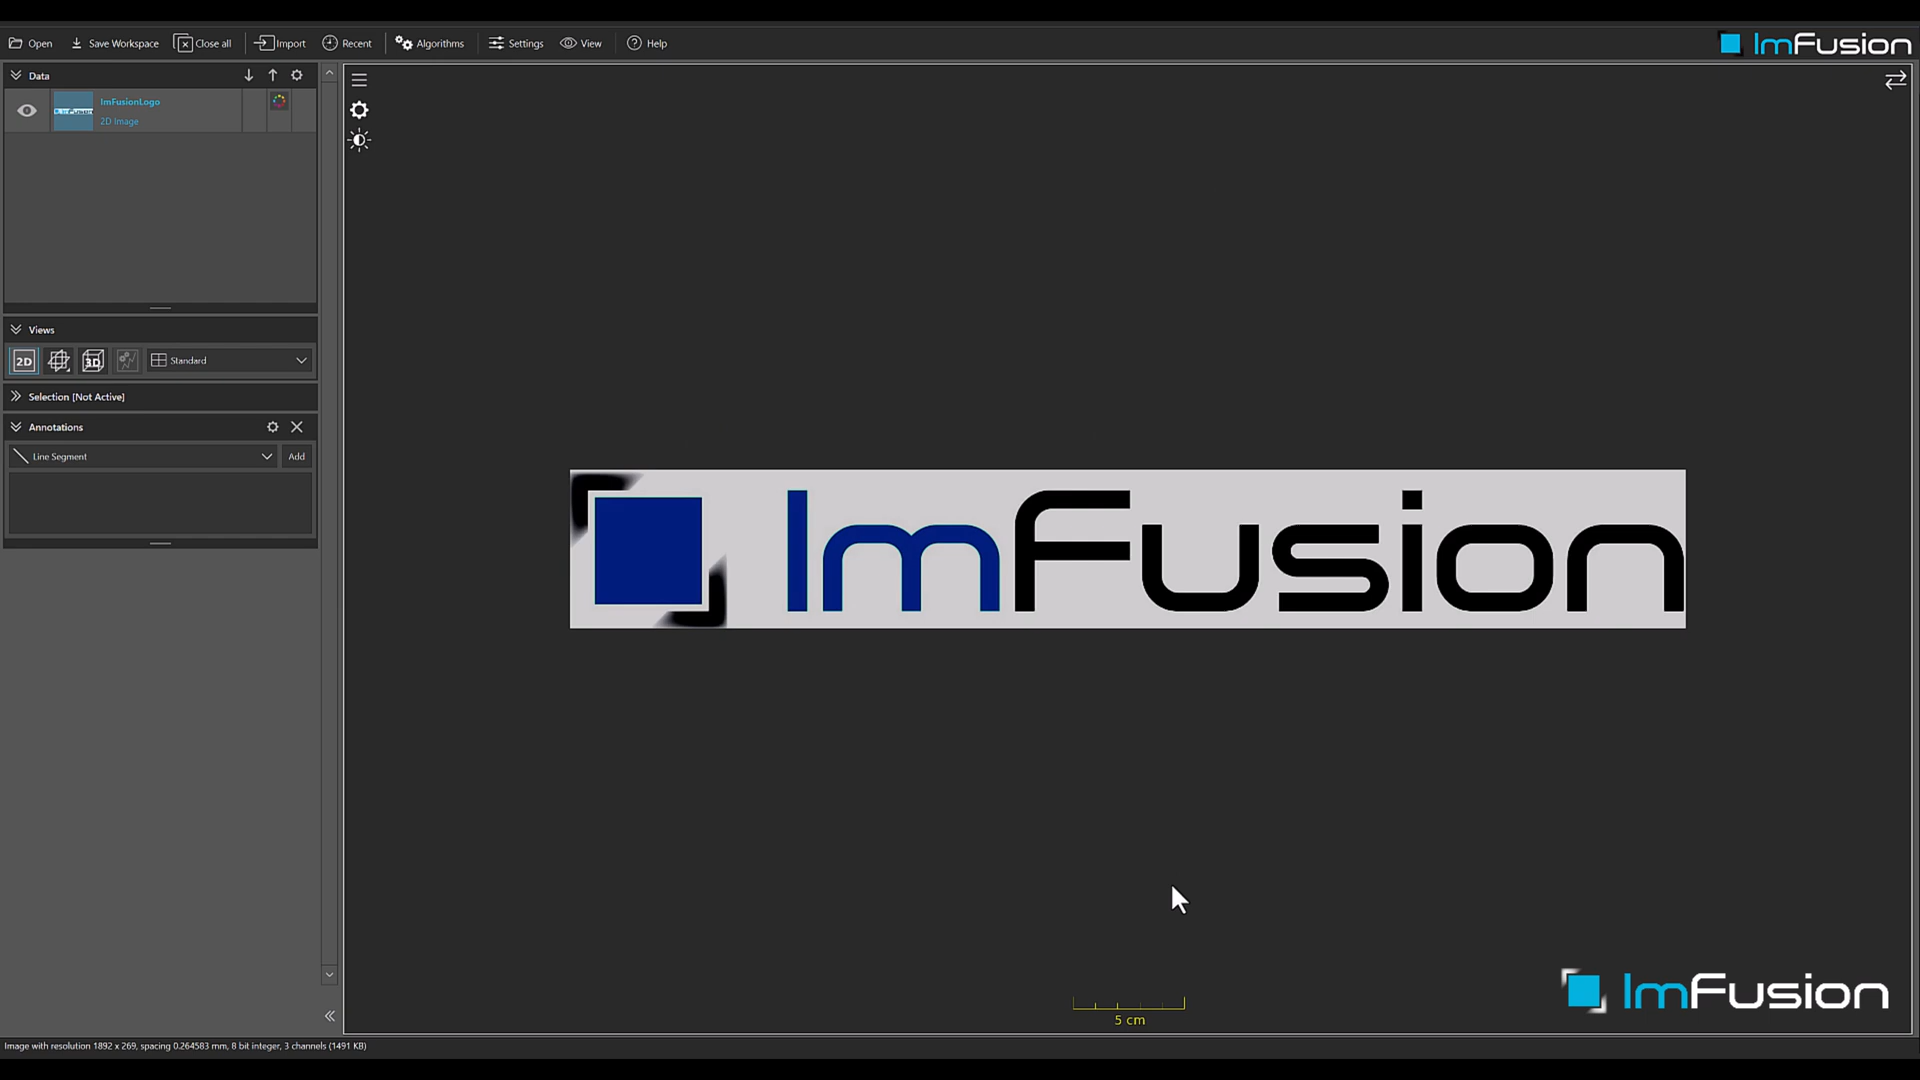 Open Save Workspace Close all Import Recent Algorithms Settings View Help ImFusion
Data
ImFusionLogo
2D Image
Views
2D 3D Standard
Selection [Not Active]
Annotations
Line Segment Add
ImFusion
ImFusion
5 cm
Image with resolution 1892 x 269, spacing 0.264583 mm, 8 bit integer, 3 channels (1491 KB)